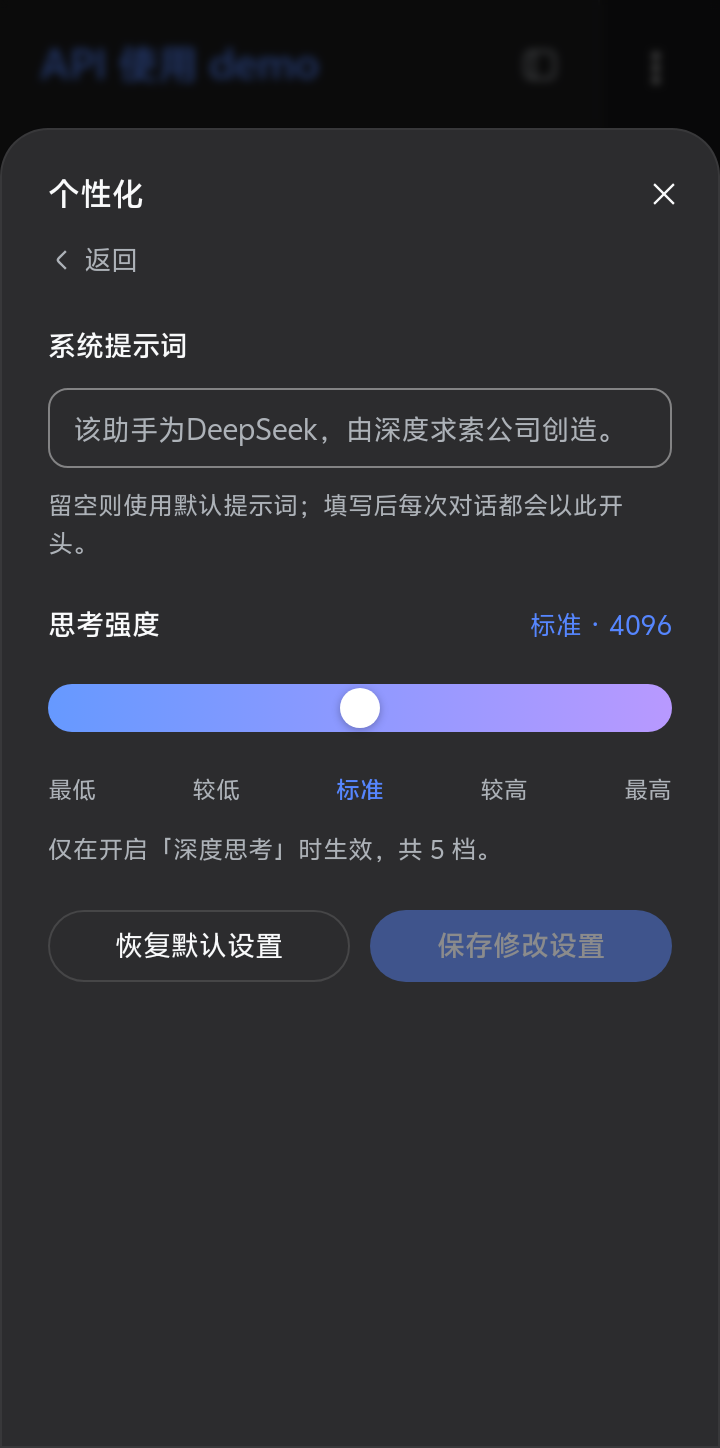 API 使用 demo
个性化
返回
系统提示词
该助手为DeepSeek，由深度求索公司创造。
留空则使用默认提示词；填写后每次对话都会以此开
头。
思考强度
标准 · 4096
最低
较低
标准
较高
最高
仅在开启「深度思考」时生效，共 5 档。
恢复默认设置
保存修改设置